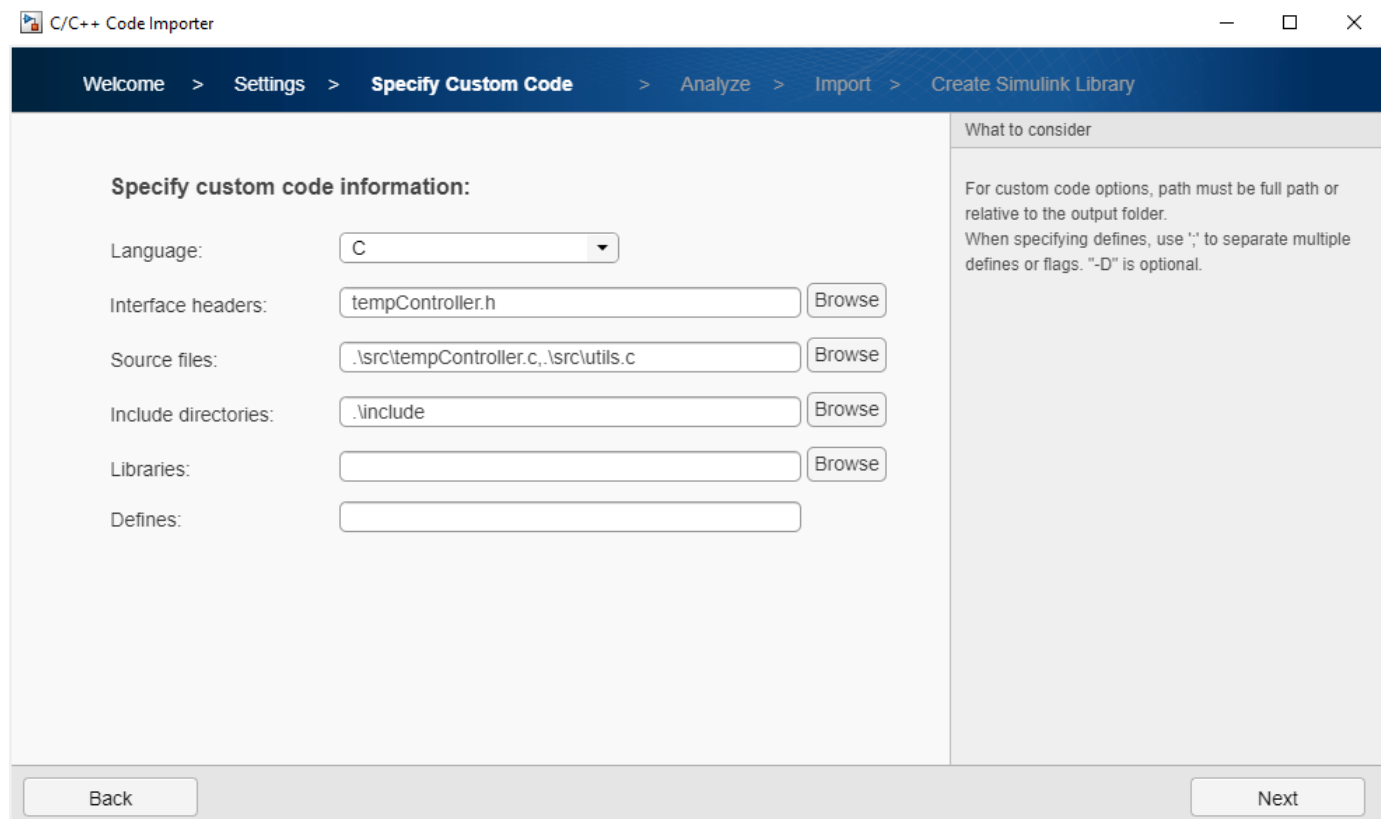 C/C++ Code Importer
Welcome > Settings > Specify Custom Code > Analyze > Import > Create Simulink Library
What to consider
For custom code options, path must be full path or
relative to the output folder.
When specifying defines, use ';' to separate multiple
defines or flags. "-D" is optional.
Specify custom code information:
Language: C
Interface headers: tempController.h Browse
Source files: .\src\tempController.c,.\src\utils.c Browse
Include directories: .\include Browse
Libraries: Browse
Defines:
Back Next